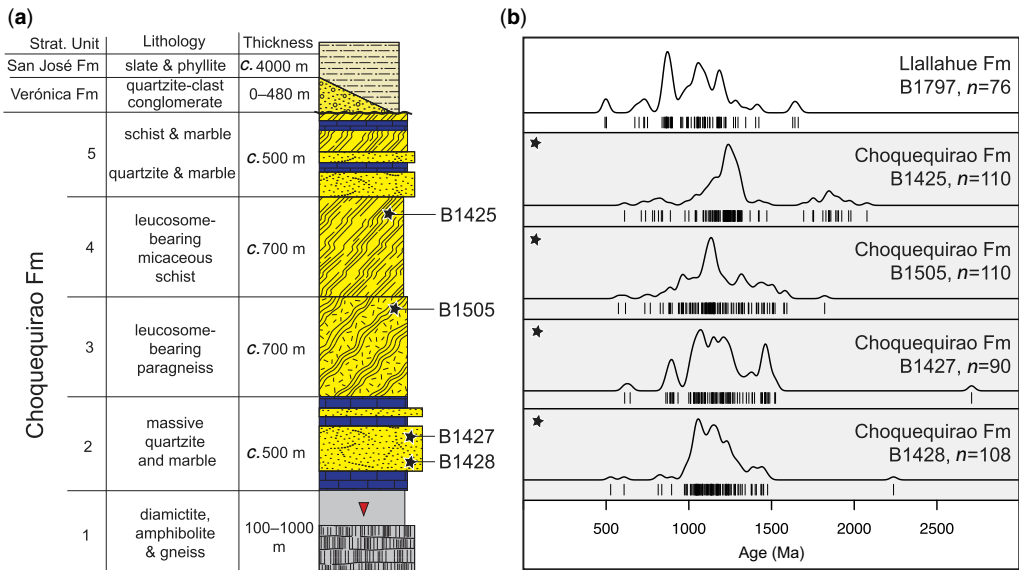 (a)
Strat. Unit Lithology Thickness
San José Fm slate & phyllite c. 4000 m
Verónica Fm quartzite-clast conglomerate 0–480 m
Choquequirao Fm
5 schist & marble quartzite & marble c. 500 m
4 leucosome-bearing micaceous schist c. 700 m
3 leucosome-bearing paragneiss c. 700 m
2 massive quartzite and marble c. 500 m
1 diamictite, amphibolite & gneiss 100–1000 m
B1425
B1505
B1427
B1428
(b)
Llallahue Fm
B1797, n=76
Choquequirao Fm
B1425, n=110
Choquequirao Fm
B1505, n=110
Choquequirao Fm
B1427, n=90
Choquequirao Fm
B1428, n=108
500 1000 1500 2000 2500
Age (Ma)